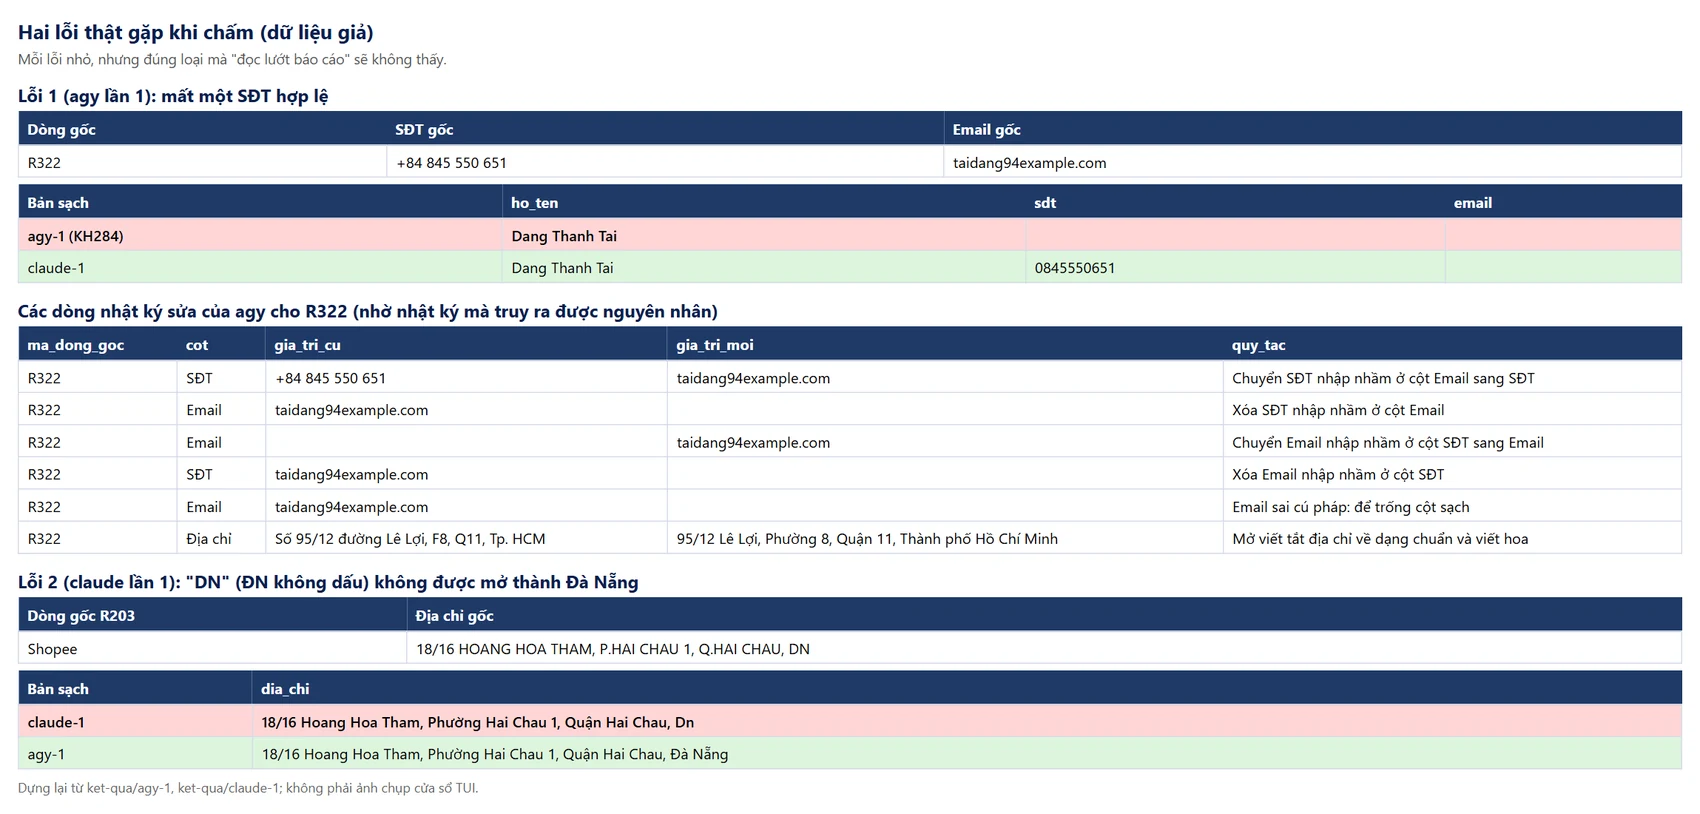 Hai lỗi thật gặp khi chấm (dữ liệu giả)
Mỗi lỗi nhỏ, nhưng đúng loại mà "đọc lướt báo cáo" sẽ không thấy.
Lỗi 1 (agy lần 1): mất một SĐT hợp lệ
Dòng gốc SĐT gốc Email gốc
R322 +84 845 550 651 taidang94example.com
Bản sạch ho_ten sdt email
agy-1 (KH284) Dang Thanh Tai
claude-1 Dang Thanh Tai 0845550651
Các dòng nhật ký sửa của agy cho R322 (nhờ nhật ký mà truy ra được nguyên nhân)
ma_dong_goc cot gia_tri_cu gia_tri_moi quy_tac
R322 SĐT +84 845 550 651 taidang94example.com Chuyển SĐT nhập nhầm ở cột Email sang SĐT
R322 Email taidang94example.com Xóa SĐT nhập nhầm ở cột Email
R322 Email taidang94example.com Chuyển Email nhập nhầm ở cột SĐT sang Email
R322 SĐT taidang94example.com Xóa Email nhập nhầm ở cột SĐT
R322 Email taidang94example.com Email sai cú pháp: để trống cột sạch
R322 Địa chỉ Số 95/12 đường Lê Lợi, F8, Q11, Tp. HCM 95/12 Lê Lợi, Phường 8, Quận 11, Thành phố Hồ Chí Minh Mở viết tắt địa chỉ về dạng chuẩn và viết hoa
Lỗi 2 (claude lần 1): "DN" (ĐN không dấu) không được mở thành Đà Nẵng
Dòng gốc R203 Địa chỉ gốc
Shopee 18/16 HOANG HOA THAM, P.HAI CHAU 1, Q.HAI CHAU, DN
Bản sạch dia_chi
claude-1 18/16 Hoang Hoa Tham, Phường Hai Chau 1, Quận Hai Chau, Dn
agy-1 18/16 Hoang Hoa Tham, Phường Hai Chau 1, Quận Hai Chau, Đà Nẵng
Dựng lại từ ket-qua/agy-1, ket-qua/claude-1; không phải ảnh chụp cửa sổ TUI.